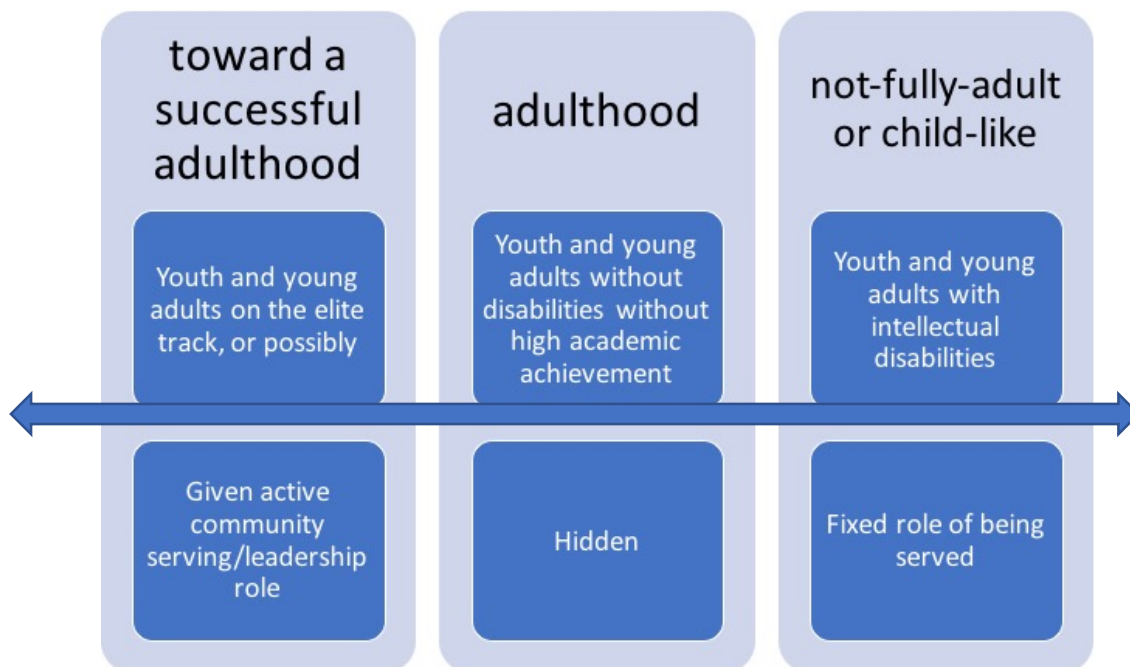 toward a
successful
adulthood
Youth and young
adults on the elite
track, or possibly
Given active
community
serving/leadership
role
adulthood
Youth and young
adults without
disabilities without
high academic
achievement
Hidden
not-fully-adult
or child-like
Youth and young
adults with
intellectual
disabilities
Fixed role of being
served